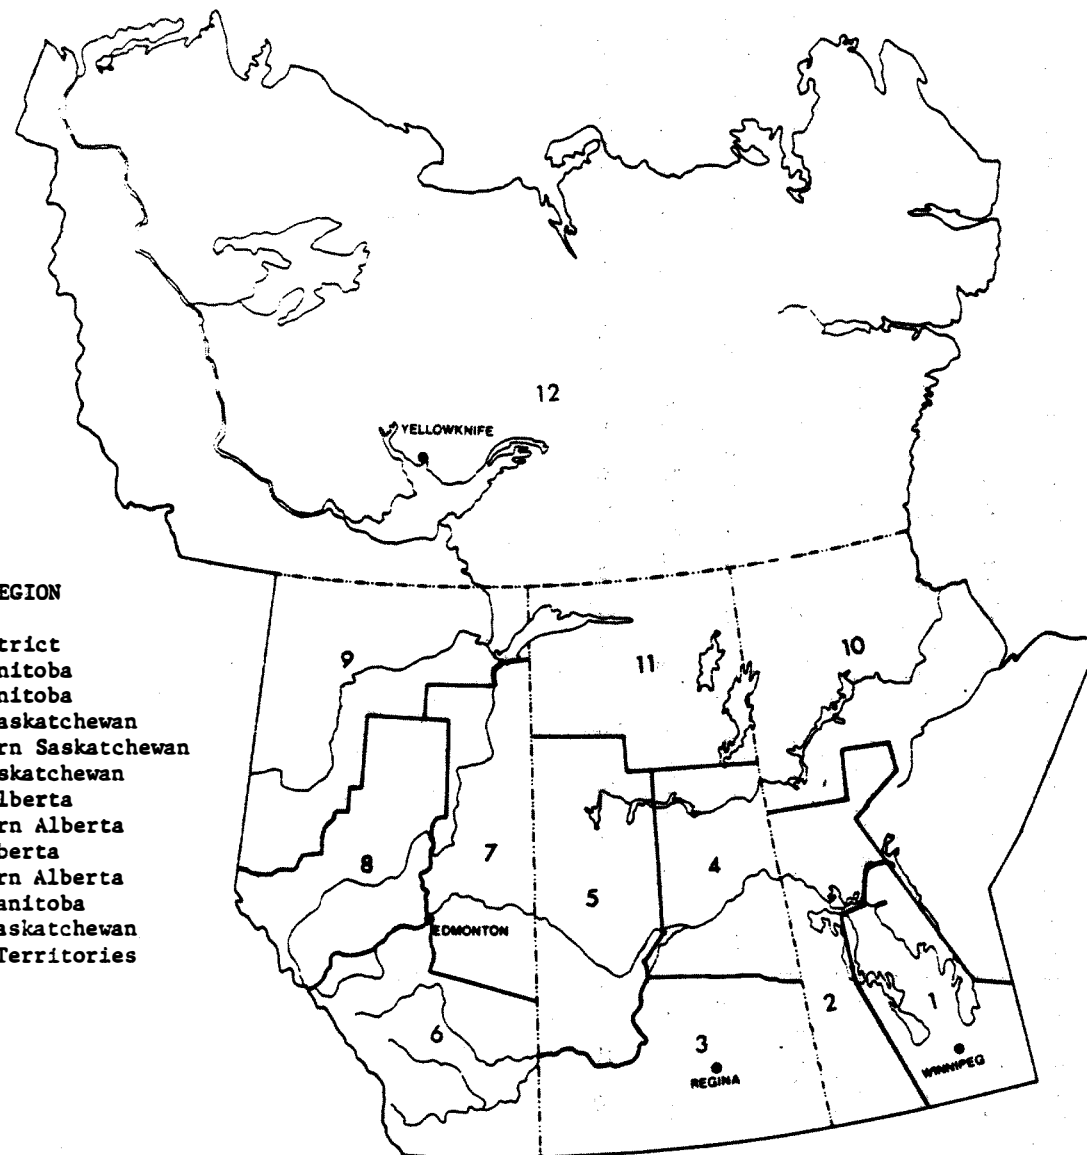 12
YELLOWKNIFE
EGION
trict
nitoba
nitoba
askatchewan
rn Saskatchewan
skatchewan
lberta
rn Alberta
berta
rn Alberta
anitoba
askatchewan
Territories
9
11
10
8
7
5
4
EDMONTON
6
3
2
1
REGINA
WINNIPEG